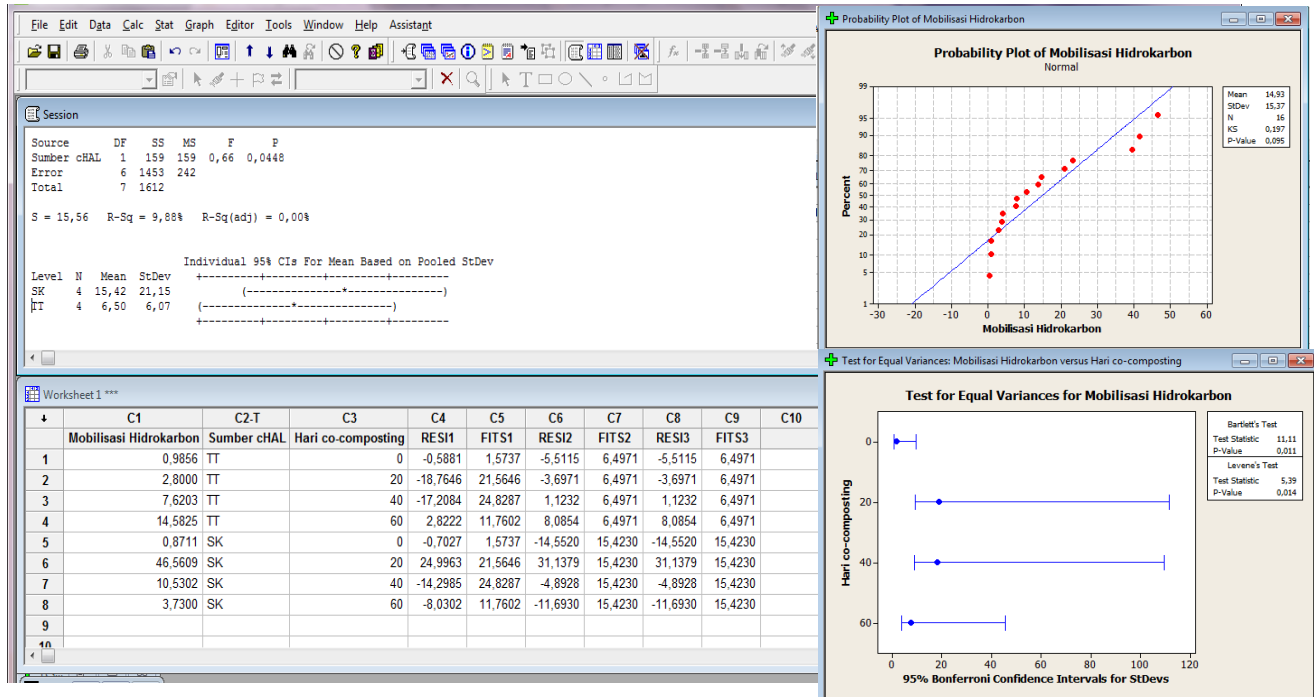 File Edit Data Calc Stat Graph Editor Tools Window Help Assistant
Session
Source DF SS MS F P
Sumber cHAL 1 159 159 0,66 0,0448
Error 6 1453 242
Total 7 1612
S = 15,56 R-Sq = 9,88% R-Sq(adj) = 0,00%
Individual 95% CIs For Mean Based on Pooled StDev
Level N Mean StDev +---------+---------+---------+---------
SK 4 15,42 21,15 (---------------*---------------)
TT 4 6,50 6,07 (--------------*---------------)
+---------+---------+---------+---------
Worksheet 1 ***
C1 C2-T C3 C4 C5 C6 C7 C8 C9 C10
Mobilisasi Hidrokarbon Sumber cHAL Hari co-composting RESI1 FITS1 RESI2 FITS2 RESI3 FITS3
1 0,9856 TT 0 -0,5881 1,5737 -5,5115 6,4971 -5,5115 6,4971
2 2,8000 TT 20 -18,7646 21,5646 -3,6971 6,4971 -3,6971 6,4971
3 7,6203 TT 40 -17,2084 24,8287 1,1232 6,4971 1,1232 6,4971
4 14,5825 TT 60 2,8222 11,7602 8,0854 6,4971 8,0854 6,4971
5 0,8711 SK 0 -0,7027 1,5737 -14,5520 15,4230 -14,5520 15,4230
6 46,5609 SK 20 24,9963 21,5646 31,1379 15,4230 31,1379 15,4230
7 10,5302 SK 40 -14,2985 24,8287 -4,8928 15,4230 -4,8928 15,4230
8 3,7300 SK 60 -8,0302 11,7602 -11,6930 15,4230 -11,6930 15,4230
9
10
Probability Plot of Mobilisasi Hidrokarbon
Probability Plot of Mobilisasi Hidrokarbon
Normal
Mean 14,93
StDev 15,37
N 16
KS 0,197
P-Value 0,095
99
95
90
80
70
60
50
40
30
20
10
5
1
Percent
-30 -20 -10 0 10 20 30 40 50 60
Mobilisasi Hidrokarbon
Test for Equal Variances: Mobilisasi Hidrokarbon versus Hari co-composting
Test for Equal Variances for Mobilisasi Hidrokarbon
Bartlett's Test
Test Statistic 11,11
P-Value 0,011
Levene's Test
Test Statistic 5,39
P-Value 0,014
0
20
40
60
Hari co-composting
0 20 40 60 80 100 120
95% Bonferroni Confidence Intervals for StDevs